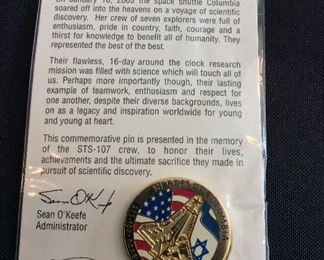 On January 16, 2003 the space shuttle Columbia
soared off into the heavens on a voyage of scientific
discovery. Her crew of seven explorers were full of
enthusiasm, pride in country, faith, courage and a
thirst for knowledge to benefit all of humanity. They
represented the best of the best.
Their flawless, 16-day around the clock research
mission was filled with science which will touch all of
us. Perhaps more importantly though, their lasting
example of teamwork, enthusiasm, and respect for
one another, despite their diverse backgrounds, lives
on as a legacy and inspiration worldwide for young
and young at heart.
This commemorative pin is presented in the memory
of the STS-107 crew, to honor their lives,
achievements and the ultimate sacrifice they made in
pursuit of scientific discovery.
Sean O'Keefe
Sean O'Keefe
Administrator